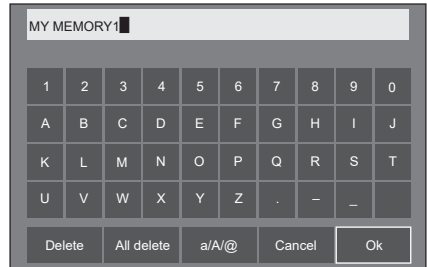 MY MEMORY1
1 2 3 4 5 6 7 8 9 0
A B C D E F G H I J
K L M N O P Q R S T
U V W X Y Z . – _
Delete All delete a/A/@ Cancel Ok